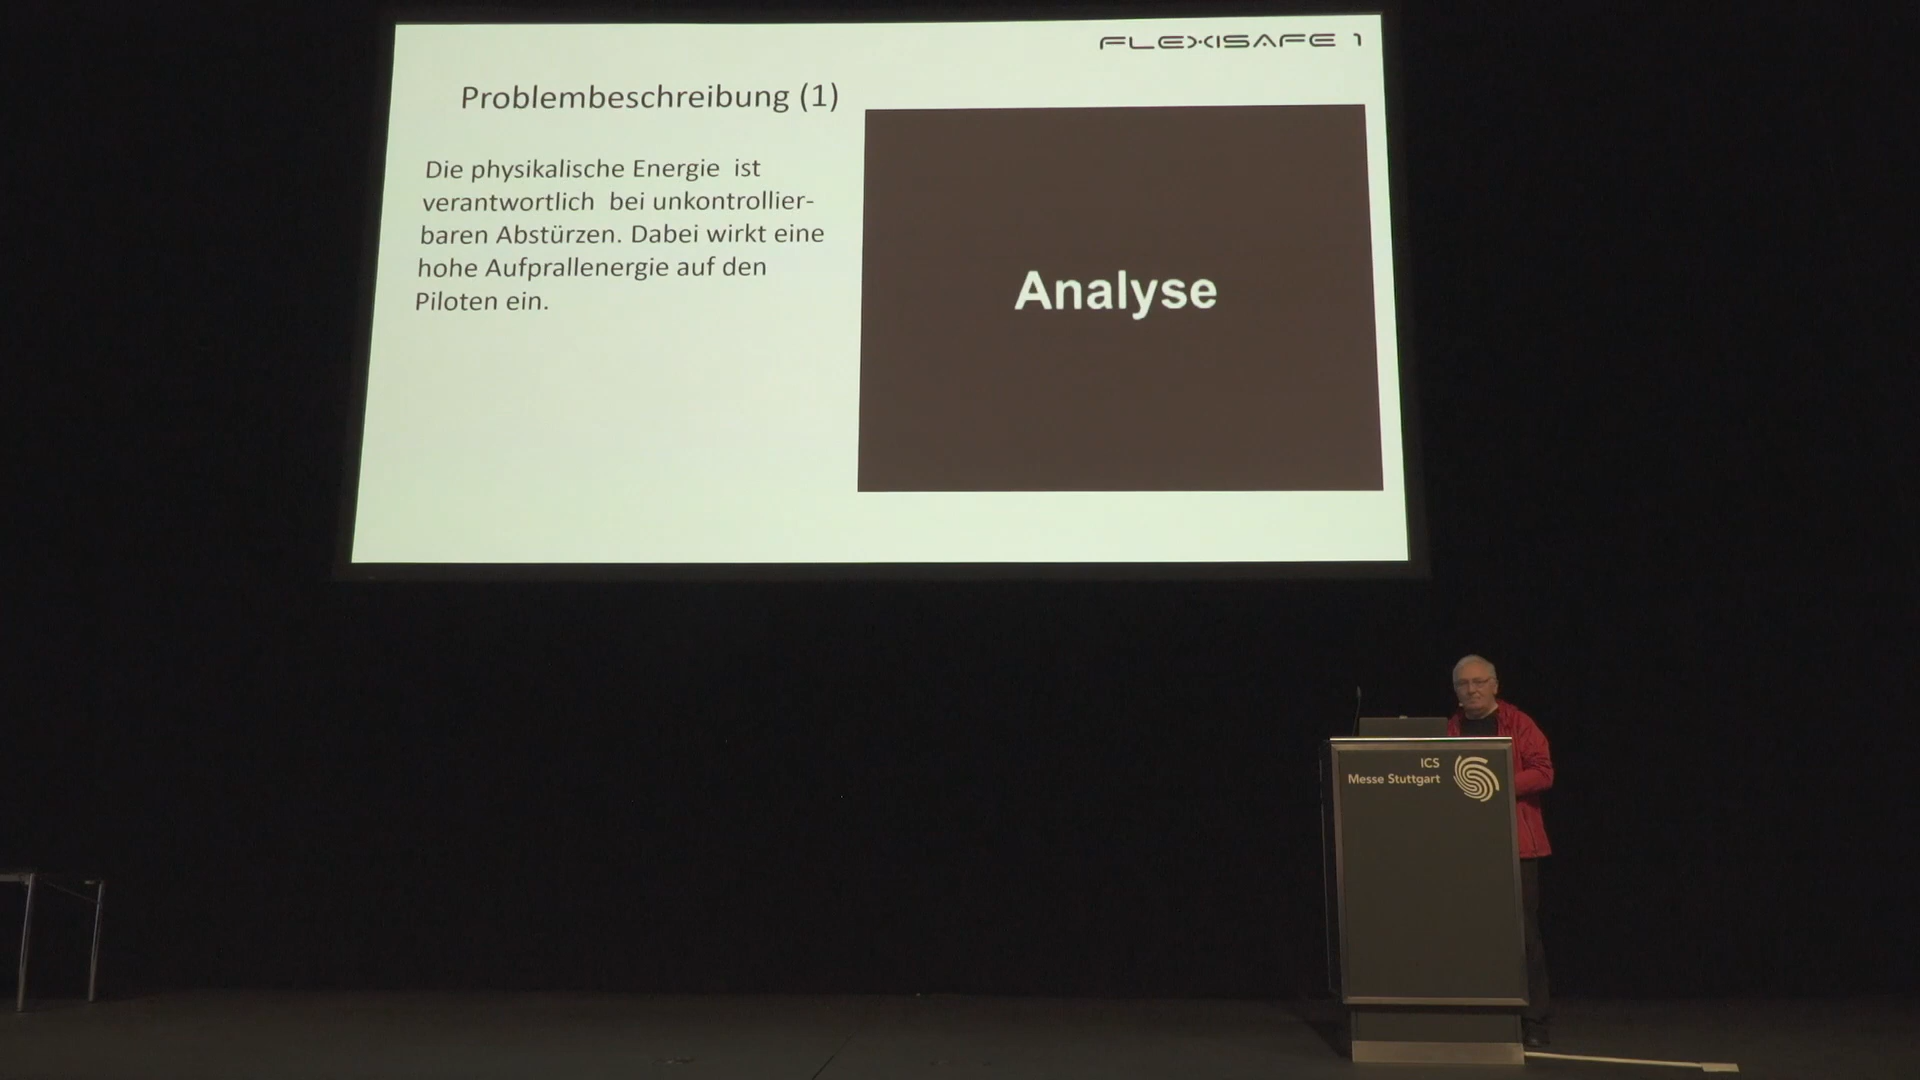 FLEXISAFE 1
Problembeschreibung (1)
Die physikalische Energie ist
verantwortlich bei unkontrollier-
baren Abstürzen. Dabei wirkt eine
hohe Aufprallenergie auf den
Piloten ein.
Analyse
ICS
Messe Stuttgart